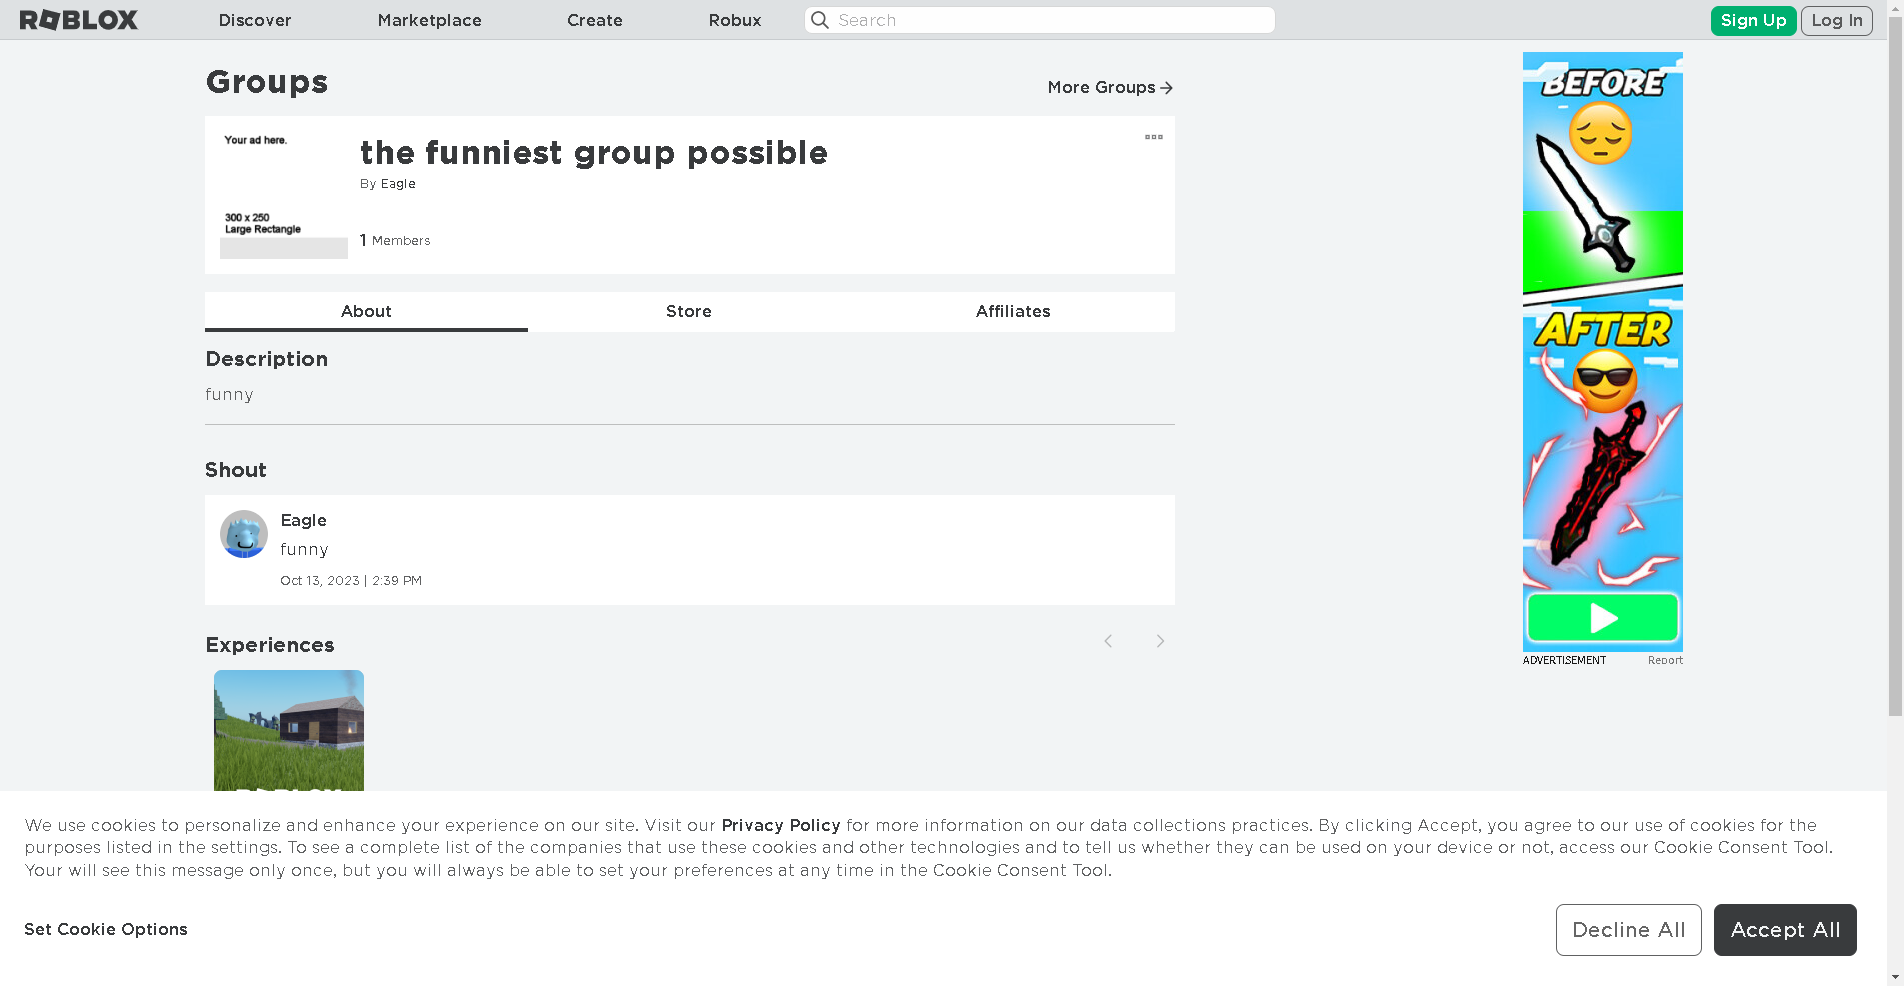 ROBLOX
Discover
Marketplace
Create
Robux
Search
Sign Up
Log In
Groups
More Groups
Your ad here.
300 x 250
Large Rectangle
the funniest group possible
By Eagle
1 Members
About
Store
Affiliates
Description
funny
Shout
Eagle
funny
Oct 13, 2023 | 2:39 PM
Experiences
BEFORE
AFTER
ADVERTISEMENT
Report
We use cookies to personalize and enhance your experience on our site. Visit our Privacy Policy for more information on our data collections practices. By clicking Accept, you agree to our use of cookies for the
purposes listed in the settings. To see a complete list of the companies that use these cookies and other technologies and to tell us whether they can be used on your device or not, access our Cookie Consent Tool.
Your will see this message only once, but you will always be able to set your preferences at any time in the Cookie Consent Tool.
Set Cookie Options
Decline All
Accept All